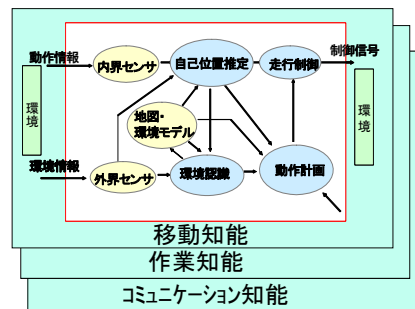 動作情報
内界センサ
自己位置推定
走行制御
制御信号
環境
地図・
環境モデル
環境
環境情報
外界センサ
環境認識
動作計画
移動知能
作業知能
コミュニケーション知能